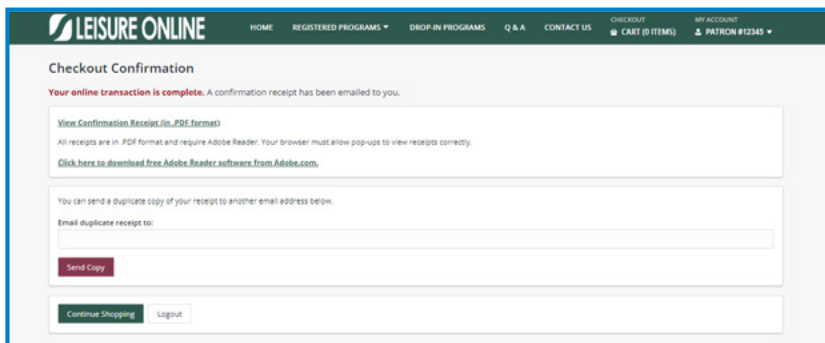 LEISURE ONLINE
HOME REGISTERED PROGRAMS DROP-IN PROGRAMS Q & A CONTACT US
CHECKOUT
CART (0 ITEMS)
MY ACCOUNT
PATRON #12345
Checkout Confirmation
Your online transaction is complete. A confirmation receipt has been emailed to you.
View Confirmation Receipt (in .PDF format)
All receipts are in .PDF format and require Adobe Reader. Your browser must allow pop-ups to view receipts correctly.
Click here to download free Adobe Reader software from Adobe.com.
You can send a duplicate copy of your receipt to another email address below.
Email duplicate receipt to:
Send Copy
Continue Shopping Logout